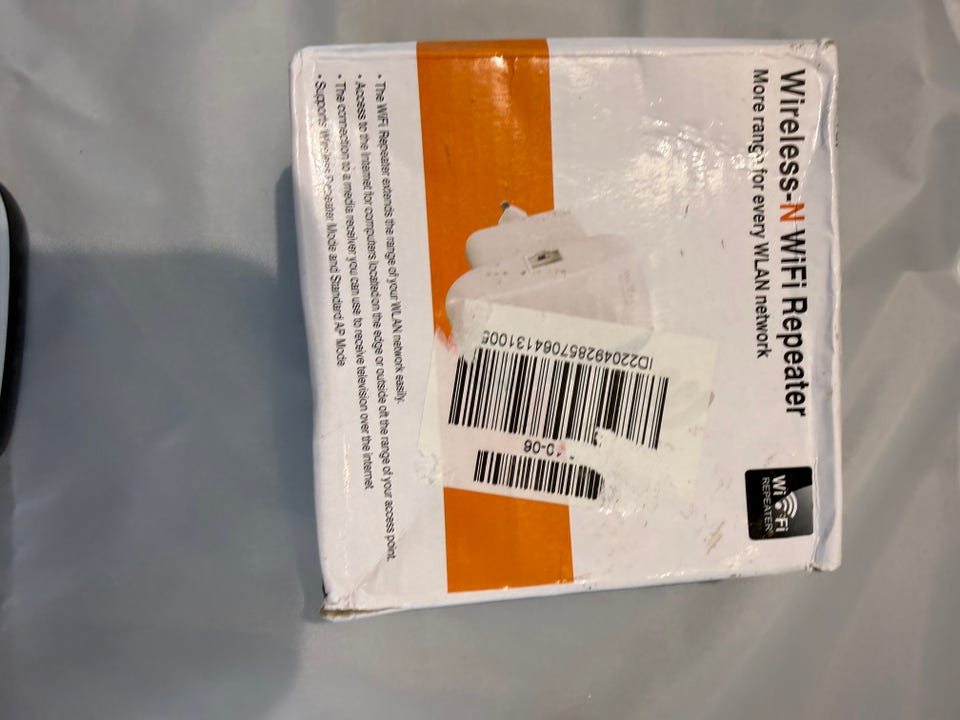 Wireless-N WiFi Repeater
More range for every WLAN network
Wi Fi
REPEATER
ID22049285706413100
-06
• The WiFi Repeater extends the range of your WLAN network easily.
• Access to the internet for computers located on the edge or outside oft the range of your access point.
• The connection to a media receiver you can use to receive television over the internet
• Supports Wireless Repeater Mode and Standard AP Mode